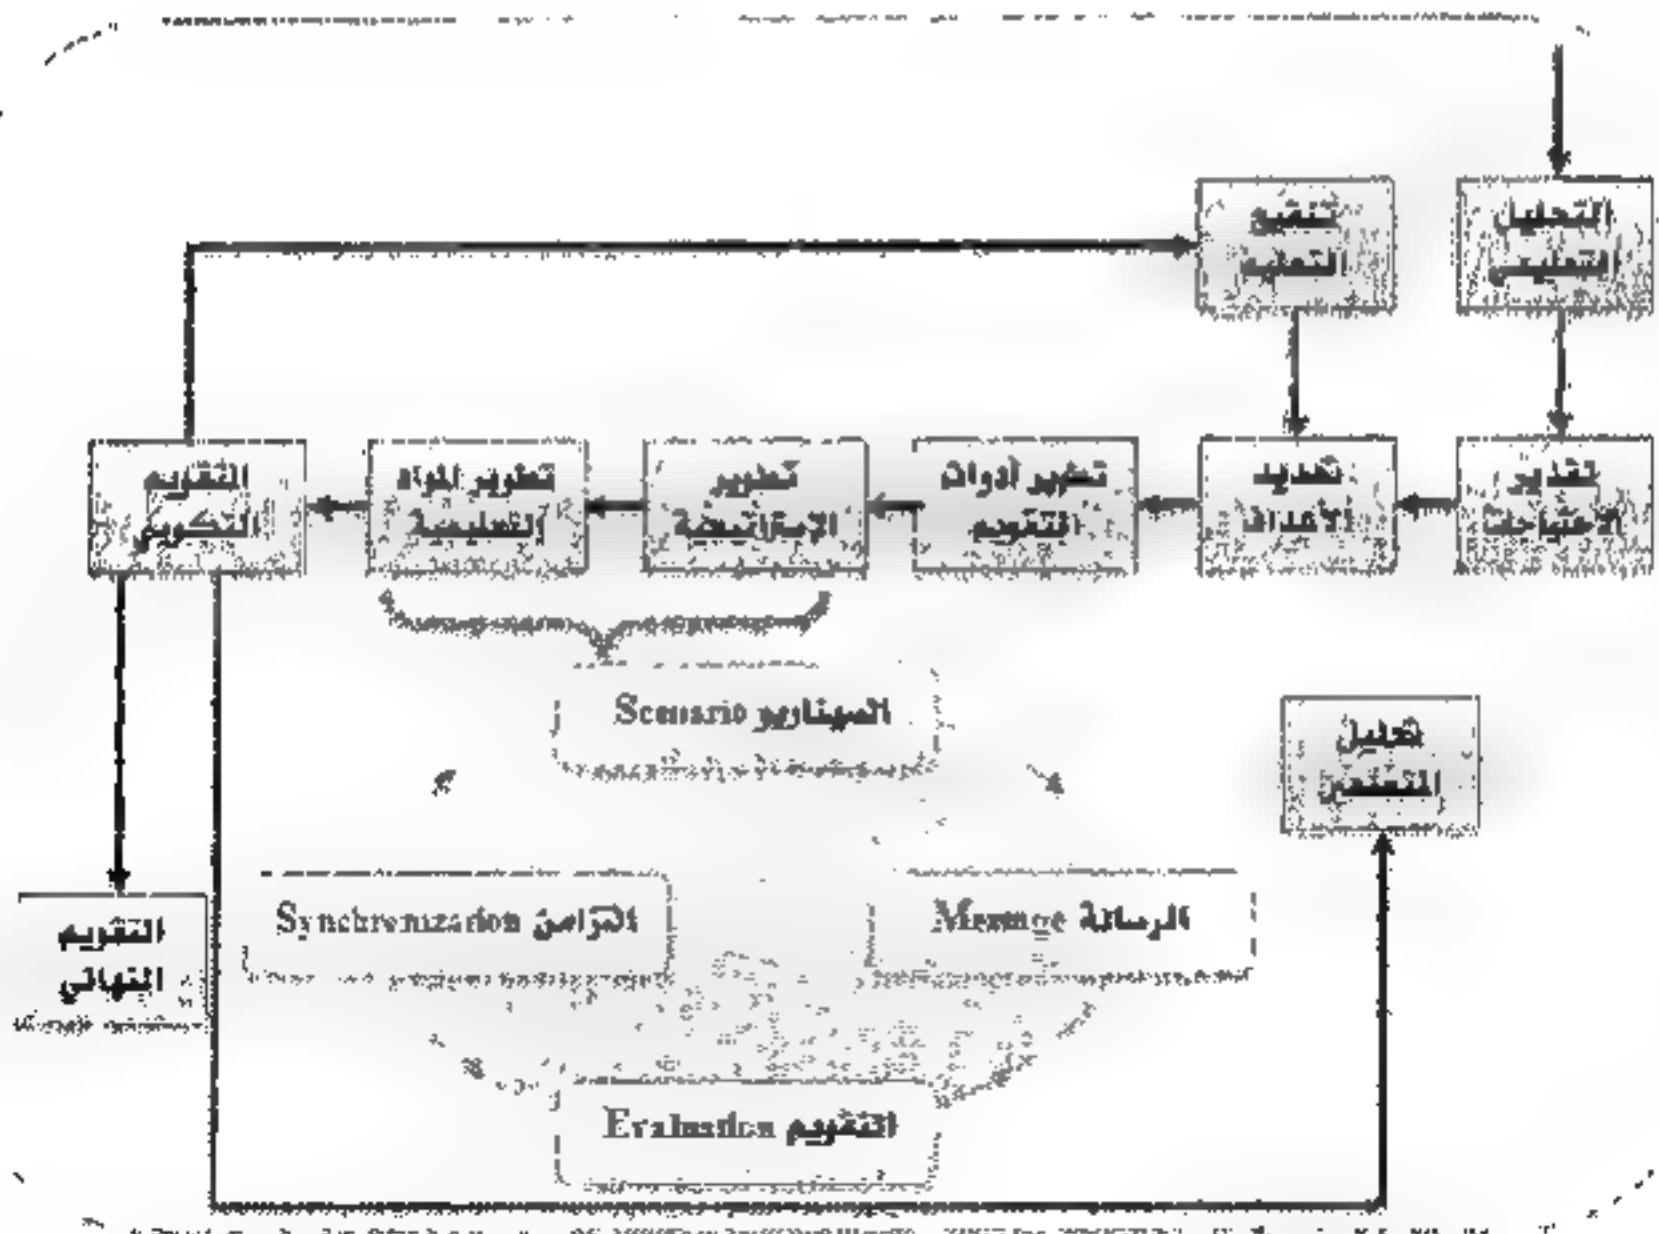 التحليل
التعليمي
تنقيح
التعليم
تقدير
الاحتياجات
تحديد
الأهداف
تطوير أدوات
التقويم
تطوير
الإستراتيجية
تطوير المواد
التعليمية
التقويم
التكويني
السيناريو Scenario
تحليل
المتعلمين
الرسالة Message
التزامن Synchronization
التقويم
النهائي
التقويم Evaluation